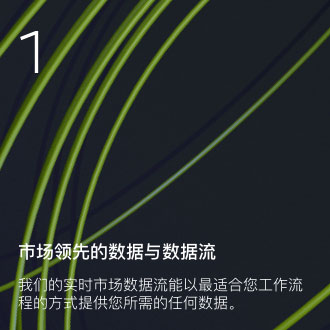 1
市场领先的数据与数据流
我们的实时市场数据流能以最适合您工作流
程的方式提供您所需的任何数据。